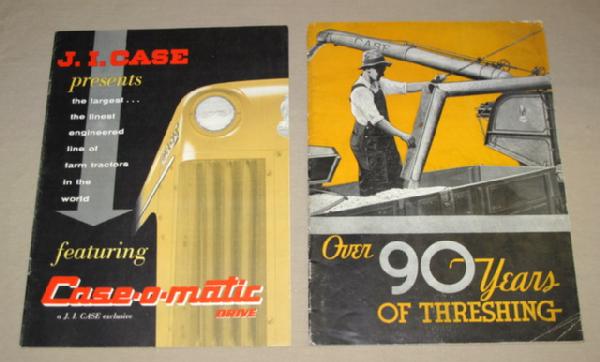 J. I. CASE
presents
the largest...
the finest
engineered
line of
farm tractors
in the
world
featuring
Case-o-matic
DRIVE
a J. I. CASE exclusive
CASE
OVER
90 Years
OF THRESHING